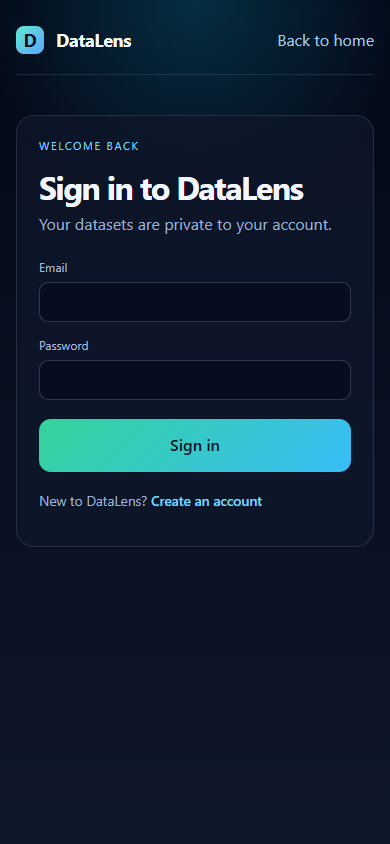 D DataLens Back to home
WELCOME BACK
Sign in to DataLens
Your datasets are private to your account.
Email
Password
Sign in
New to DataLens? Create an account